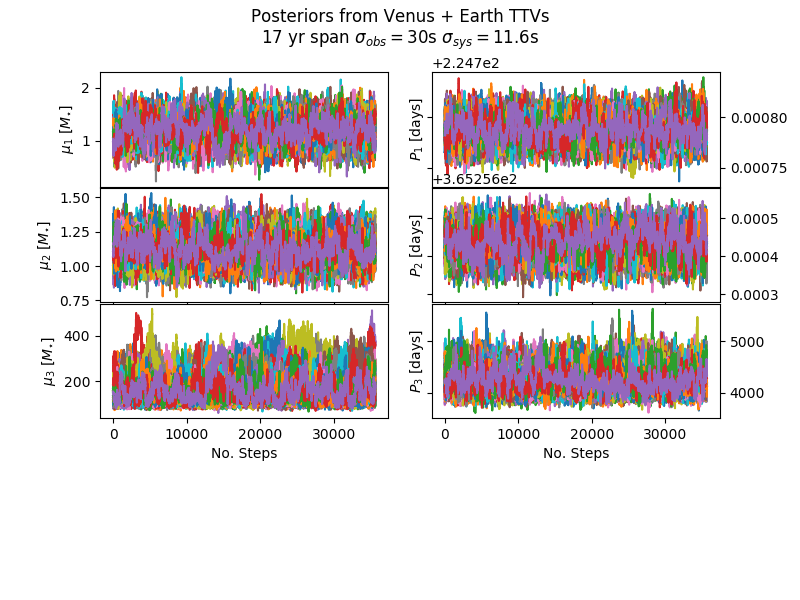 Posteriors from Venus + Earth TTVs
17 yr span σ_obs = 30s σ_sys = 11.6s
+2.247e2
2
1
μ₁ [M⋆]
P₁ [days]
0.00080
0.00075
+3.65256e2
1.50
1.25
1.00
0.75
μ₂ [M⋆]
P₂ [days]
0.0005
0.0004
0.0003
400
200
μ₃ [M⋆]
P₃ [days]
5000
4000
0 10000 20000 30000 0 10000 20000 30000
No. Steps No. Steps